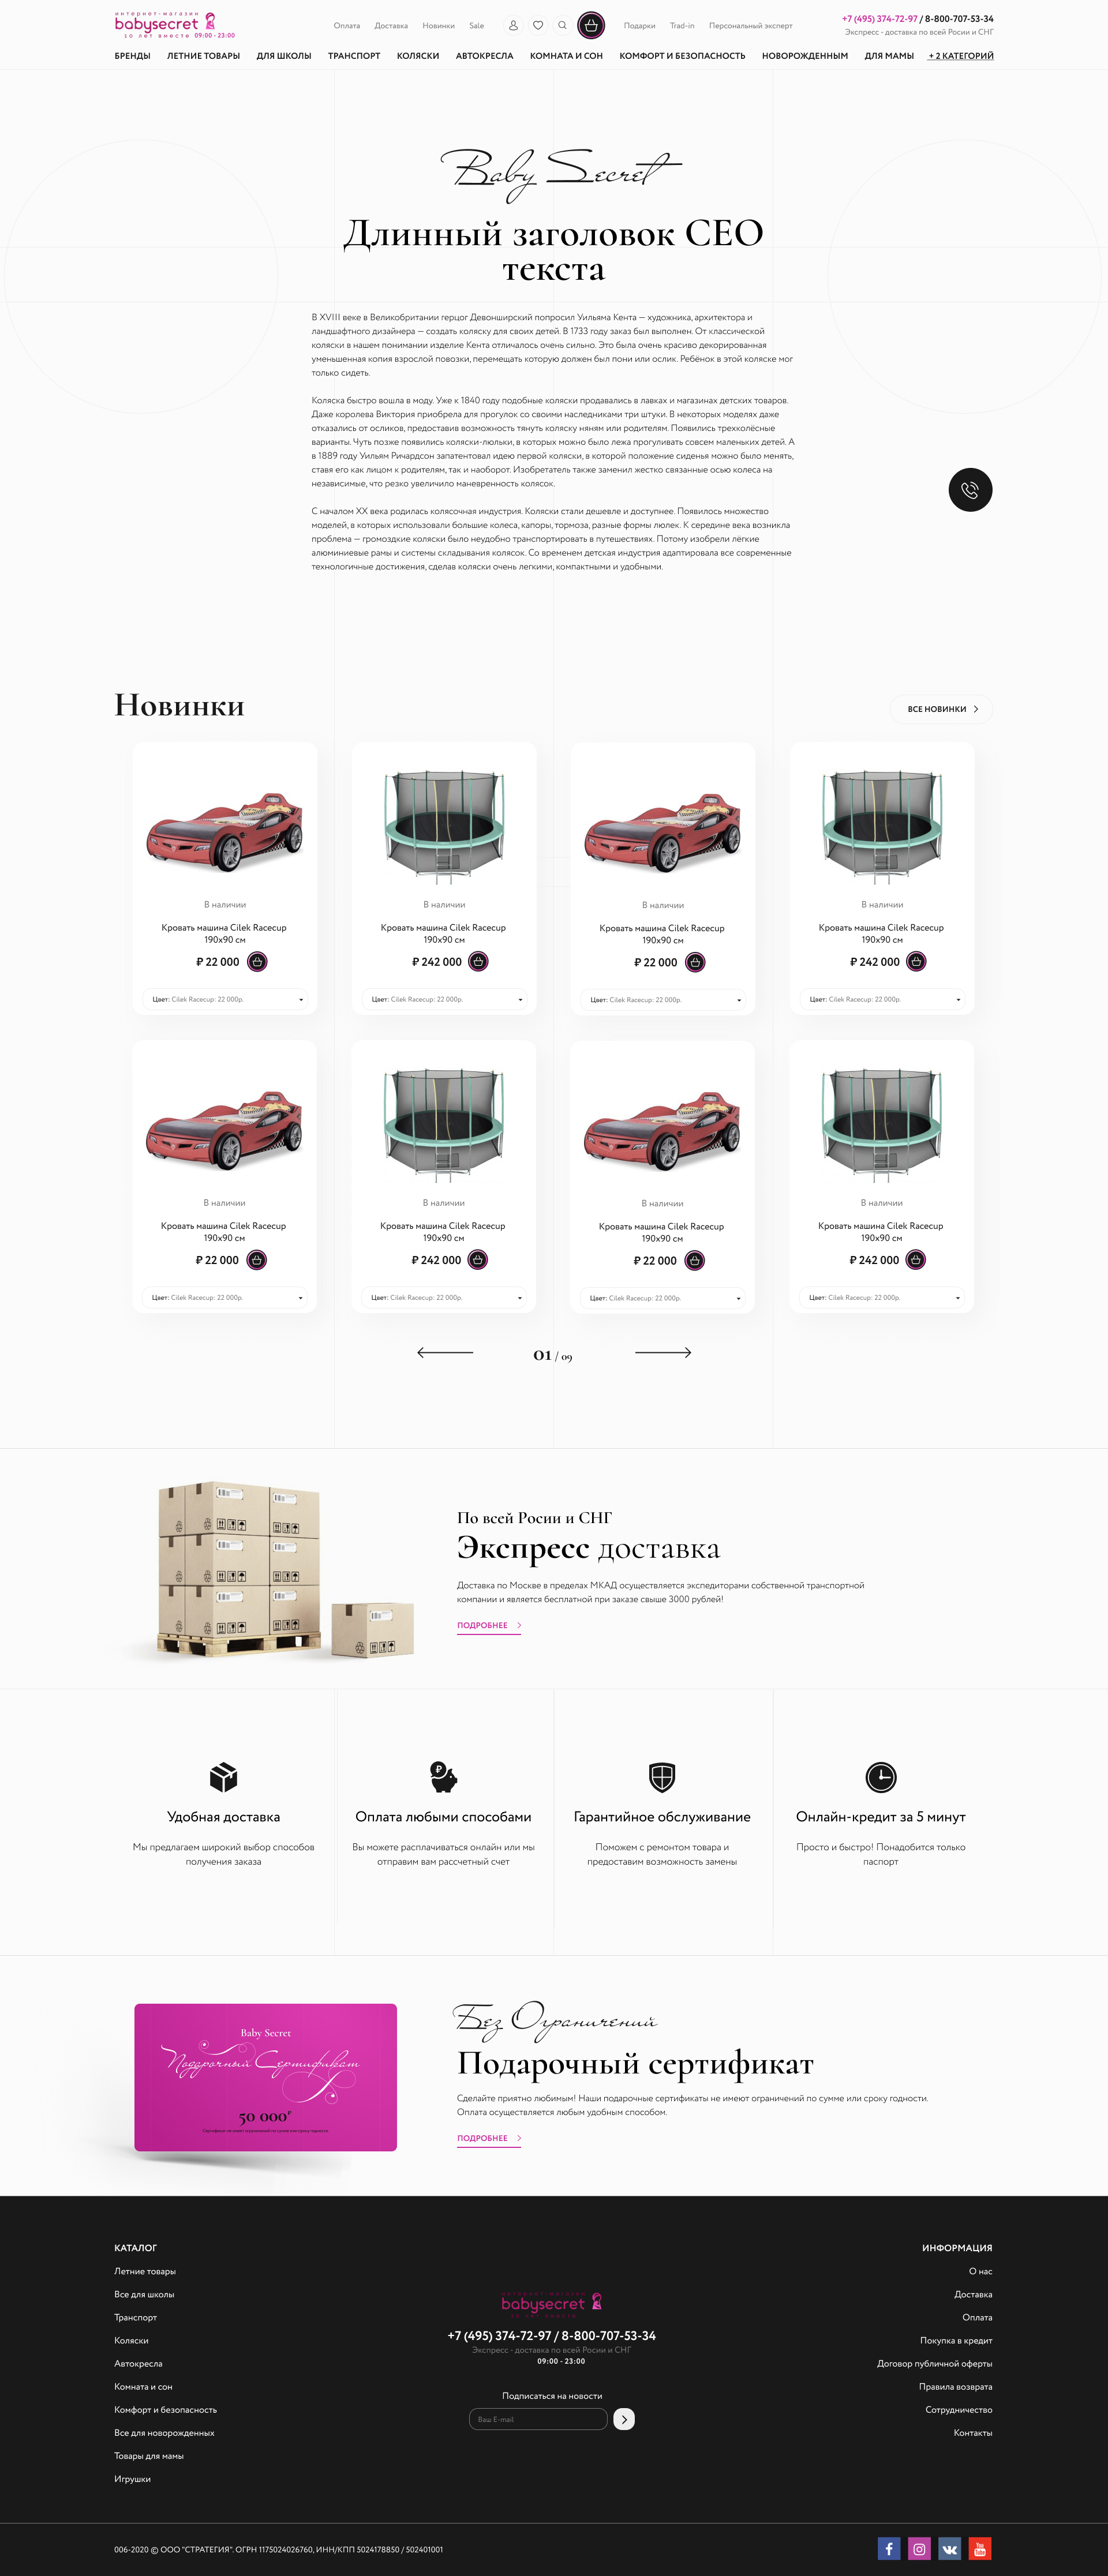 интернет-магазин
babysecret
10 лет вместе 09:00 - 23:00
Оплата Доставка Новинки Sale
Подарки Trad-in Персональный эксперт
+7 (495) 374-72-97 / 8-800-707-53-34
Экспресс - доставка по всей Росии и СНГ
БРЕНДЫ ЛЕТНИЕ ТОВАРЫ ДЛЯ ШКОЛЫ ТРАНСПОРТ КОЛЯСКИ АВТОКРЕСЛА КОМНАТА И СОН КОМФОРТ И БЕЗОПАСНОСТЬ НОВОРОЖДЕННЫМ ДЛЯ МАМЫ + 2 КАТЕГОРИЙ
Baby Secret
Длинный заголовок СЕО
текста
В XVIII веке в Великобритании герцог Девонширский попросил Уильяма Кента — художника, архитектора и
ландшафтного дизайнера — создать коляску для своих детей. В 1733 году заказ был выполнен. От классической
коляски в нашем понимании изделие Кента отличалось очень сильно. Это была очень красиво декорированная
уменьшенная копия взрослой повозки, перемещать которую должен был пони или ослик. Ребёнок в этой коляске мог
только сидеть.
Коляска быстро вошла в моду. Уже к 1840 году подобные коляски продавались в лавках и магазинах детских товаров.
Даже королева Виктория приобрела для прогулок со своими наследниками три штуки. В некоторых моделях даже
отказались от осликов, предоставив возможность тянуть коляску няням или родителям. Появились трехколёсные
варианты. Чуть позже появились коляски-люльки, в которых можно было лежа прогуливать совсем маленьких детей. А
в 1889 году Уильям Ричардсон запатентовал идею первой коляски, в которой положение сиденья можно было менять,
ставя его как лицом к родителям, так и наоборот. Изобретатель также заменил жестко связанные осью колеса на
независимые, что резко увеличило маневренность колясок.
С началом XX века родилась колясочная индустрия. Коляски стали дешевле и доступнее. Появилось множество
моделей, в которых использовали большие колеса, капоры, тормоза, разные формы люлек. К середине века возникла
проблема — громоздкие коляски было неудобно транспортировать в путешествиях. Потому изобрели лёгкие
алюминиевые рамы и системы складывания колясок. Со временем детская индустрия адаптировала все современные
технологичные достижения, сделав коляски очень легкими, компактными и удобными.
Новинки
ВСЕ НОВИНКИ
В наличии
Кровать машина Cilek Racecup
190x90 см
₽ 22 000
Цвет: Cilek Racecup: 22 000р.
В наличии
Кровать машина Cilek Racecup
190x90 см
₽ 242 000
Цвет: Cilek Racecup: 22 000р.
В наличии
Кровать машина Cilek Racecup
190x90 см
₽ 22 000
Цвет: Cilek Racecup: 22 000р.
В наличии
Кровать машина Cilek Racecup
190x90 см
₽ 242 000
Цвет: Cilek Racecup: 22 000р.
В наличии
Кровать машина Cilek Racecup
190x90 см
₽ 22 000
Цвет: Cilek Racecup: 22 000р.
В наличии
Кровать машина Cilek Racecup
190x90 см
₽ 242 000
Цвет: Cilek Racecup: 22 000р.
В наличии
Кровать машина Cilek Racecup
190x90 см
₽ 22 000
Цвет: Cilek Racecup: 22 000р.
В наличии
Кровать машина Cilek Racecup
190x90 см
₽ 242 000
Цвет: Cilek Racecup: 22 000р.
01 / 09
По всей Росии и СНГ
Экспресс доставка
Доставка по Москве в пределах МКАД осуществляется экспедиторами собственной транспортной
компании и является бесплатной при заказе свыше 3000 рублей!
ПОДРОБНЕЕ
Удобная доставка
Мы предлагаем широкий выбор способов
получения заказа
Оплата любыми способами
Вы можете расплачиваться онлайн или мы
отправим вам рассчетный счет
Гарантийное обслуживание
Поможем с ремонтом товара и
предоставим возможность замены
Онлайн-кредит за 5 минут
Просто и быстро! Понадобится только
паспорт
Baby Secret
Подарочный Сертификат
50 000₽
Без Ограничений
Подарочный сертификат
Сделайте приятно любимым! Наши подарочные сертификаты не имеют ограничений по сумме или сроку годности.
Оплата осуществляется любым удобным способом.
ПОДРОБНЕЕ
КАТАЛОГ
Летние товары
Все для школы
Транспорт
Коляски
Автокресла
Комната и сон
Комфорт и безопасность
Все для новорожденных
Товары для мамы
Игрушки
интернет-магазин
babysecret
10 лет вместе
+7 (495) 374-72-97 / 8-800-707-53-34
Экспресс - доставка по всей Росии и СНГ
09:00 - 23:00
Подписаться на новости
Ваш E-mail
ИНФОРМАЦИЯ
О нас
Доставка
Оплата
Покупка в кредит
Договор публичной оферты
Правила возврата
Сотрудничество
Контакты
006-2020 © ООО "СТРАТЕГИЯ". ОГРН 1175024026760, ИНН/КПП 5024178850 / 502401001
You Tube